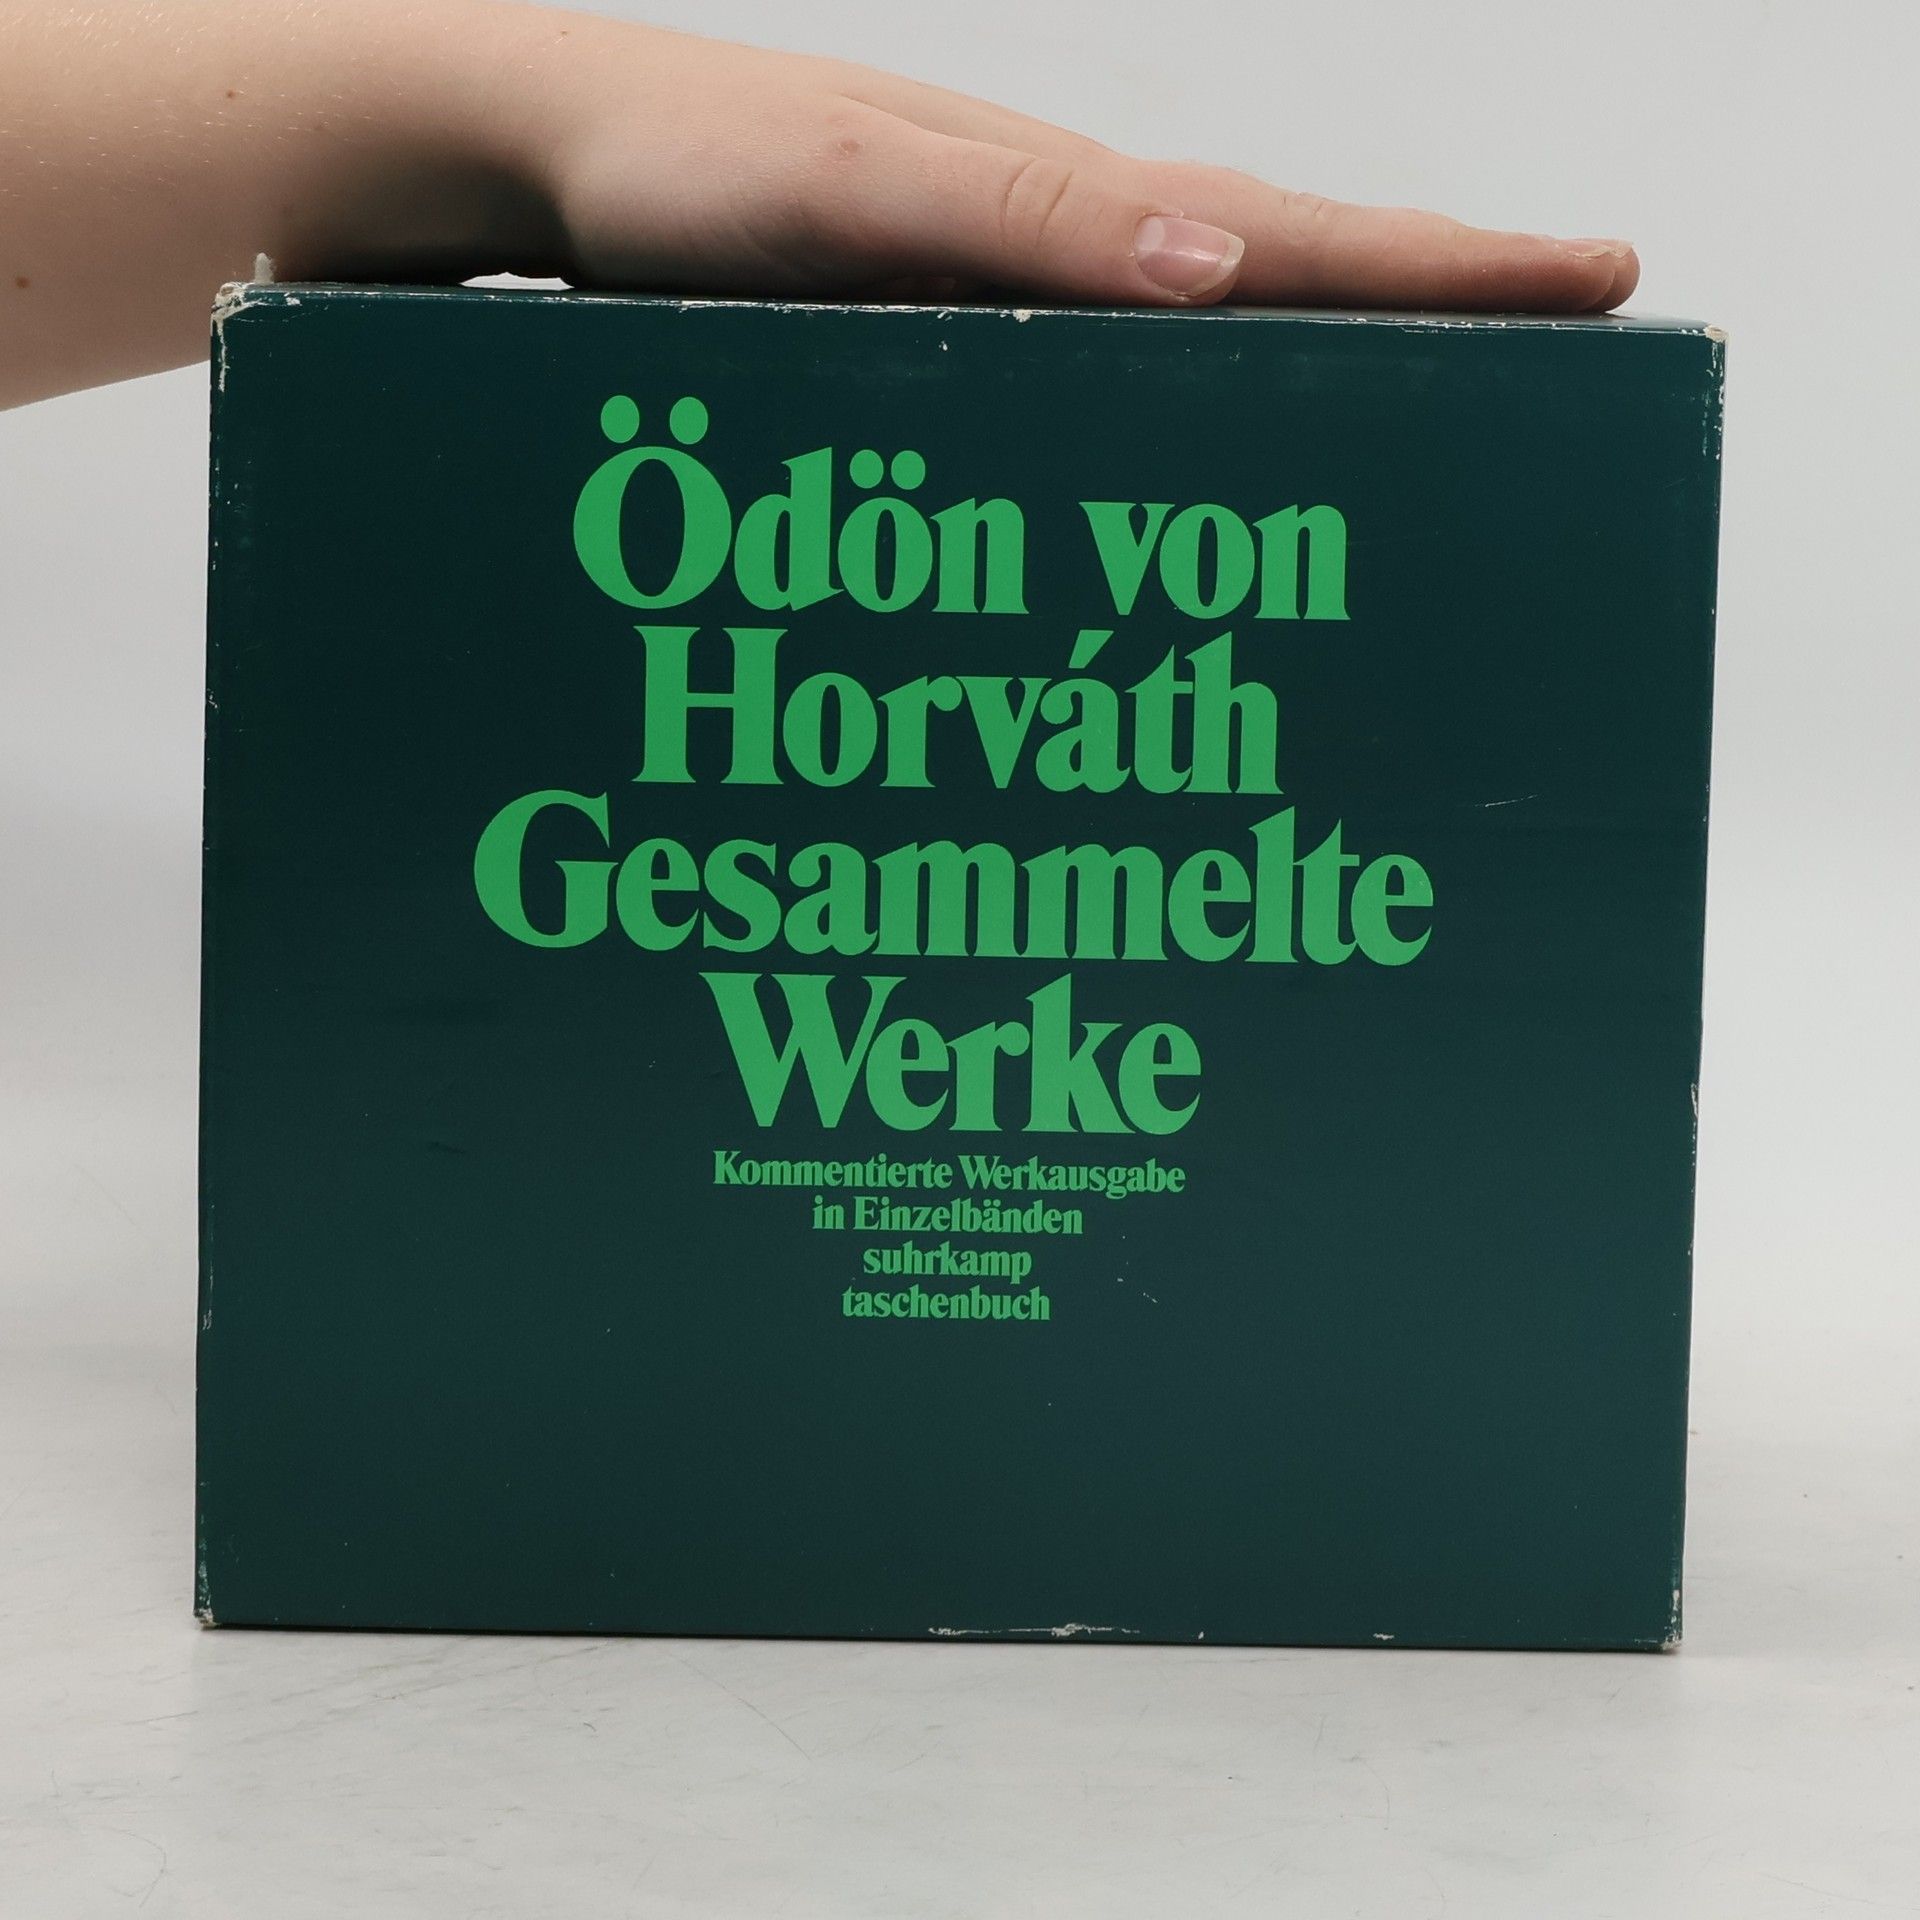 Ödön von
Horváth
Gesammelte
Werke
Kommentierte Werkausgabe
in Einzelbänden
suhrkamp
taschenbuch